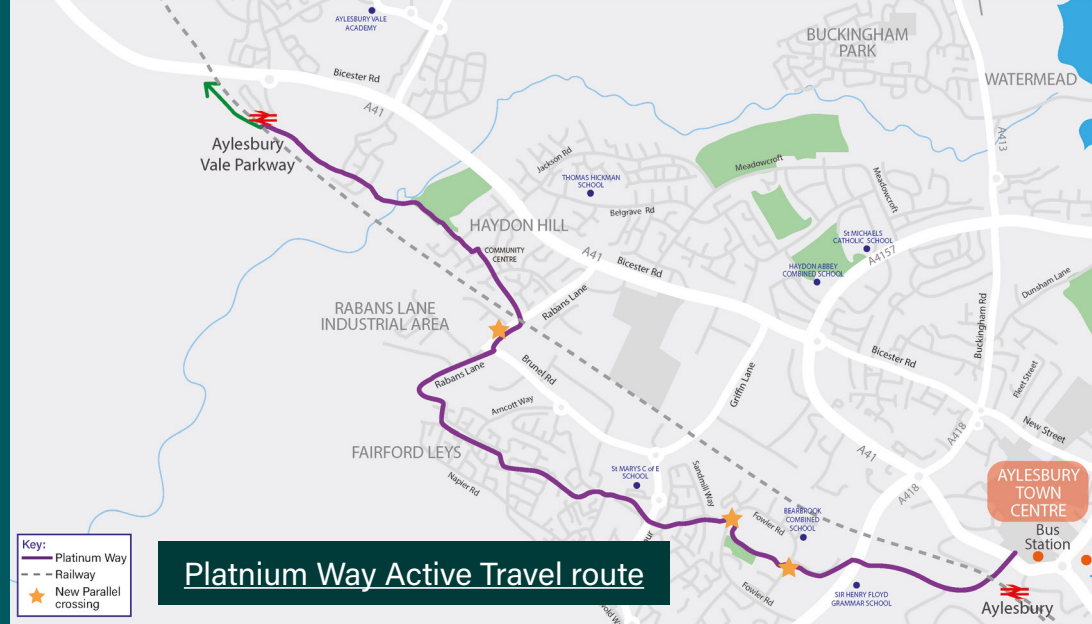 AYLESBURY VALE
ACADEMY
BUCKINGHAM
PARK
WATERMEAD
Bicester Rd
A41
A413
Aylesbury
Vale Parkway
Jackson Rd
Meadowcroft
Meadowcroft
THOMAS HICKMAN
SCHOOL
Belgrave Rd
HAYDON HILL
COMMUNITY
CENTRE
St MICHAELS
CATHOLIC SCHOOL
A4157
A41
Bicester Rd
HAYDON ABBEY
COMBINED SCHOOL
Dunsham Lane
RABANS LANE
INDUSTRIAL AREA
Rabans Lane
Buckingham Rd
Rabans Lane
Brunel Rd
Griffin Lane
Bicester Rd
Fleet Street
Arncott Way
New Street
FAIRFORD LEYS
A418
A41
Napier Rd
St MARYS C of E
SCHOOL
Sandmill Way
A418
AYLESBURY
TOWN
CENTRE
Bus
Station
Fowler Rd
BEARBROOK
COMBINED
SCHOOL
Key:
Platinum Way
Railway
New Parallel
crossing
Platnium Way Active Travel route
Fowler Rd
SIR HENRY FLOYD
GRAMMAR SCHOOL
Aylesbury